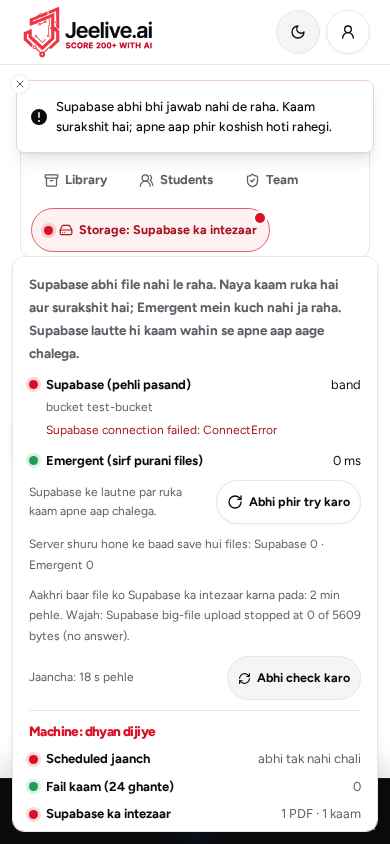 Jeelive.ai
SCORE 200+ WITH AI
Supabase abhi bhi jawab nahi de raha. Kaam
surakshit hai; apne aap phir koshish hoti rahegi.
Library
Students
Team
Storage: Supabase ka intezaar
Supabase abhi file nahi le raha. Naya kaam ruka hai
aur surakshit hai; Emergent mein kuch nahi ja raha.
Supabase lautte hi kaam wahin se apne aap aage
chalega.
Supabase (pehli pasand)
band
bucket test-bucket
Supabase connection failed: ConnectError
Emergent (sirf purani files)
0 ms
Supabase ke lautne par ruka
kaam apne aap chalega.
Abhi phir try karo
Server shuru hone ke baad save hui files: Supabase 0 ·
Emergent 0
Aakhri baar file ko Supabase ka intezaar karna pada: 2 min
pehle. Wajah: Supabase big-file upload stopped at 0 of 5609
bytes (no answer).
Jaancha: 18 s pehle
Abhi check karo
Machine: dhyan dijiye
Scheduled jaanch
abhi tak nahi chali
Fail kaam (24 ghante)
0
Supabase ka intezaar
1 PDF · 1 kaam